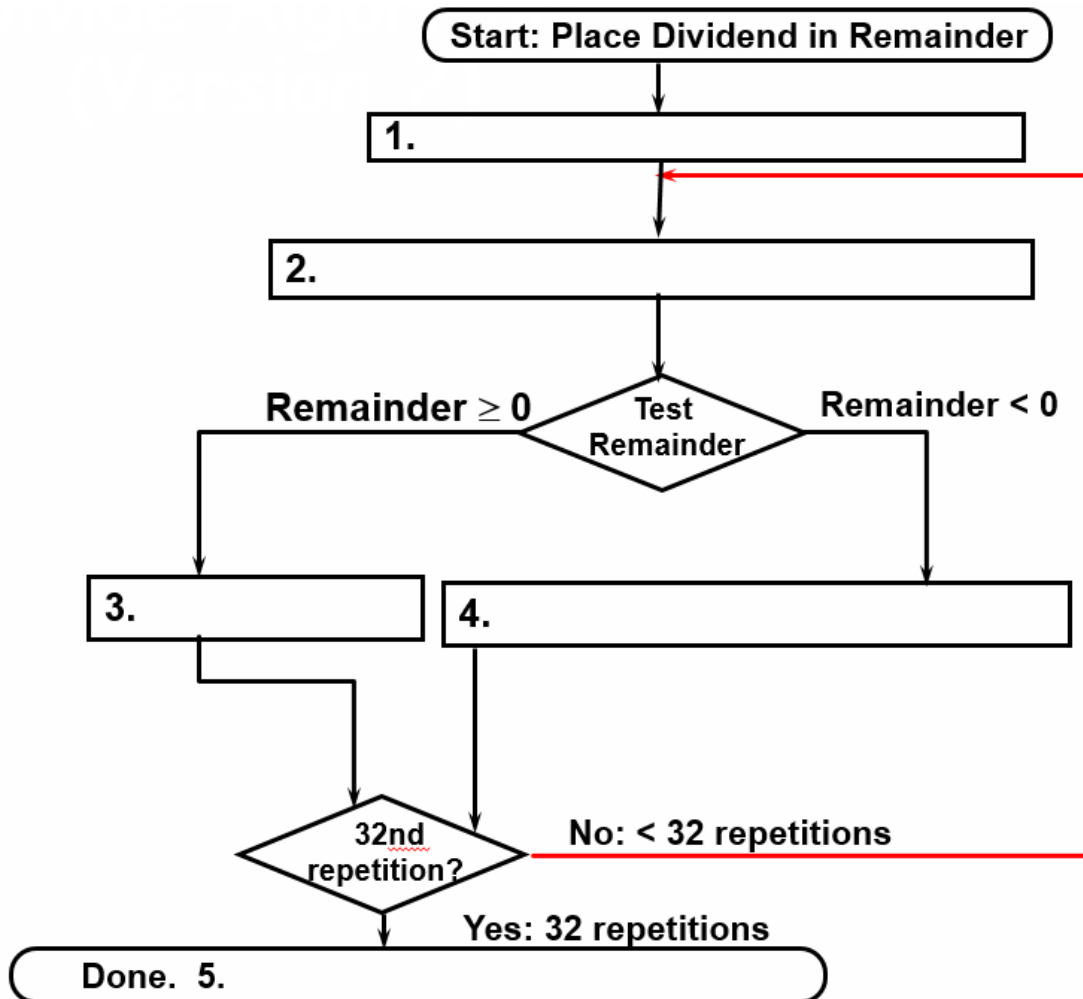 Start: Place Dividend in Remainder
1.
2.
Remainder ≥ 0
Test
Remainder
Remainder < 0
3.
4.
32nd
repetition?
No: < 32 repetitions
Yes: 32 repetitions
Done. 5.